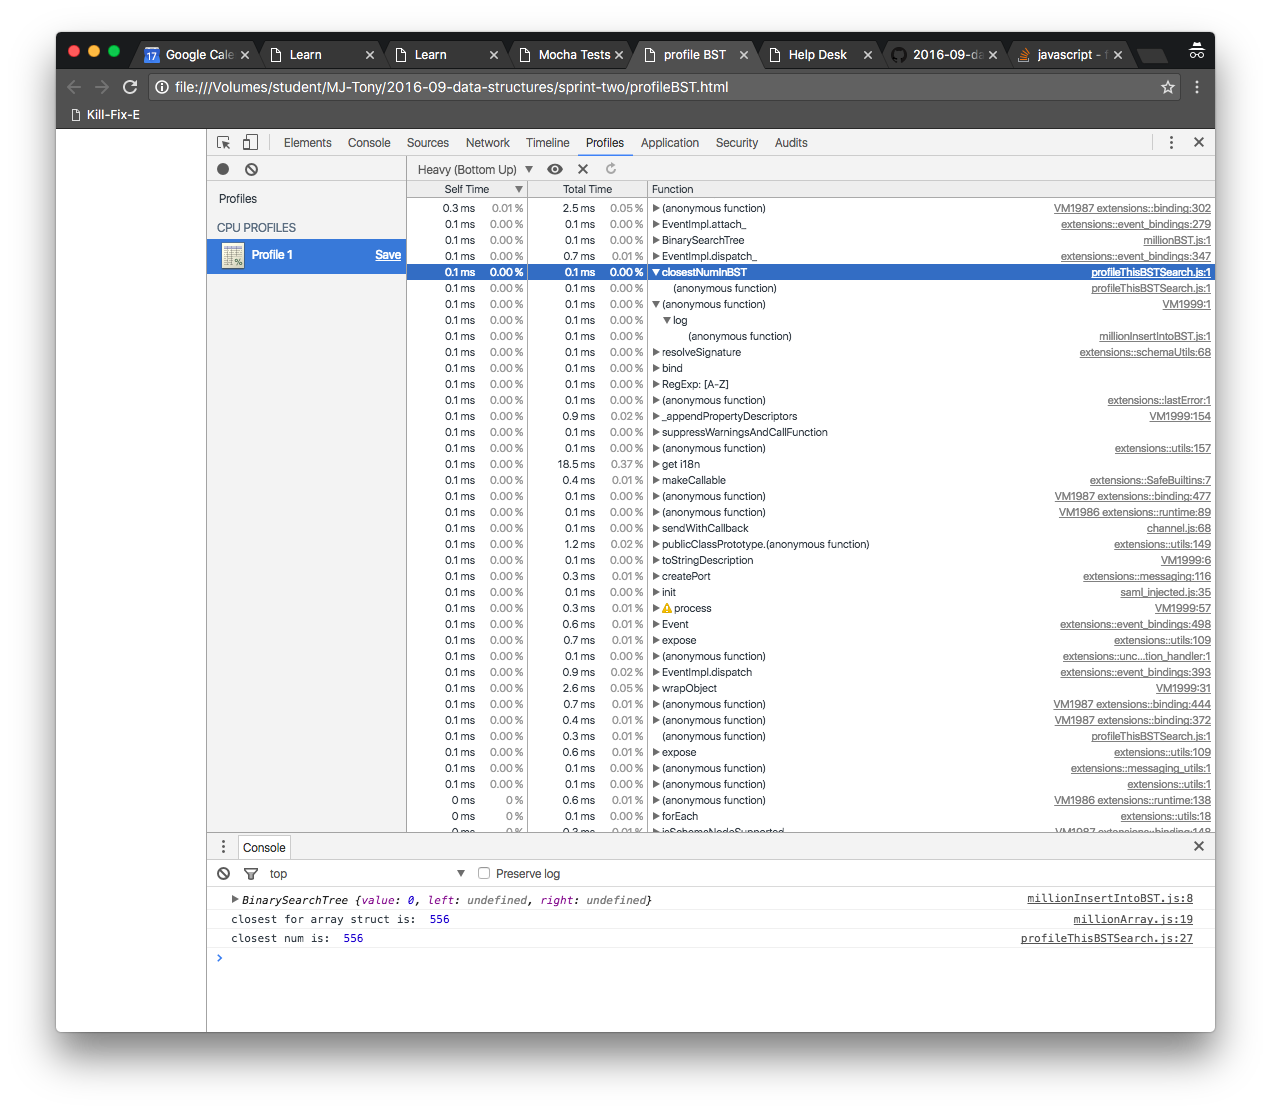 17 Google Cale
Learn
Learn
Mocha Tests
profile BST
Help Desk
2016-09-da
javascript - f
file:///Volumes/student/MJ-Tony/2016-09-data-structures/sprint-two/profileBST.html
Kill-Fix-E
Elements Console Sources Network Timeline Profiles Application Security Audits
Heavy (Bottom Up)
Profiles
CPU PROFILES
Profile 1 Save
Self Time Total Time Function
0.3 ms 0.01 % 2.5 ms 0.05 % (anonymous function) VM1987 extensions::binding:302
0.1 ms 0.00 % 0.1 ms 0.00 % EventImpl.attach_ extensions::event_bindings:279
0.1 ms 0.00 % 0.1 ms 0.00 % BinarySearchTree millionBST.js:1
0.1 ms 0.00 % 0.7 ms 0.01 % EventImpl.dispatch_ extensions::event_bindings:347
0.1 ms 0.00 % 0.1 ms 0.00 % closestNumInBST profileThisBSTSearch.js:1
0.1 ms 0.00 % 0.1 ms 0.00 % (anonymous function) profileThisBSTSearch.js:1
0.1 ms 0.00 % 0.1 ms 0.00 % (anonymous function) VM1999:1
0.1 ms 0.00 % 0.1 ms 0.00 % log
0.1 ms 0.00 % 0.1 ms 0.00 % (anonymous function) millionInsertIntoBST.js:1
0.1 ms 0.00 % 0.1 ms 0.00 % resolveSignature extensions::schemaUtils:68
0.1 ms 0.00 % 0.1 ms 0.00 % bind
0.1 ms 0.00 % 0.1 ms 0.00 % RegExp: [A-Z]
0.1 ms 0.00 % 0.1 ms 0.00 % (anonymous function) extensions::lastError:1
0.1 ms 0.00 % 0.9 ms 0.02 % _appendPropertyDescriptors VM1999:154
0.1 ms 0.00 % 0.1 ms 0.00 % suppressWarningsAndCallFunction
0.1 ms 0.00 % 0.1 ms 0.00 % (anonymous function) extensions::utils:157
0.1 ms 0.00 % 18.5 ms 0.37 % get i18n
0.1 ms 0.00 % 0.4 ms 0.01 % makeCallable extensions::SafeBuiltins:7
0.1 ms 0.00 % 0.1 ms 0.00 % (anonymous function) VM1987 extensions::binding:477
0.1 ms 0.00 % 0.1 ms 0.00 % (anonymous function) VM1986 extensions::runtime:89
0.1 ms 0.00 % 0.1 ms 0.00 % sendWithCallback channel.js:68
0.1 ms 0.00 % 1.2 ms 0.02 % publicClassPrototype.(anonymous function) extensions::utils:149
0.1 ms 0.00 % 0.1 ms 0.00 % toStringDescription VM1999:6
0.1 ms 0.00 % 0.3 ms 0.01 % createPort extensions::messaging:116
0.1 ms 0.00 % 0.1 ms 0.00 % init saml_injected.js:35
0.1 ms 0.00 % 0.3 ms 0.01 % process VM1999:57
0.1 ms 0.00 % 0.6 ms 0.01 % Event extensions::event_bindings:498
0.1 ms 0.00 % 0.7 ms 0.01 % expose extensions::utils:109
0.1 ms 0.00 % 0.1 ms 0.00 % (anonymous function) extensions::unc...tion_handler:1
0.1 ms 0.00 % 0.9 ms 0.02 % EventImpl.dispatch extensions::event_bindings:393
0.1 ms 0.00 % 2.6 ms 0.05 % wrapObject VM1999:31
0.1 ms 0.00 % 0.7 ms 0.01 % (anonymous function) VM1987 extensions::binding:444
0.1 ms 0.00 % 0.4 ms 0.01 % (anonymous function) VM1987 extensions::binding:372
0.1 ms 0.00 % 0.3 ms 0.01 % (anonymous function) profileThisBSTSearch.js:1
0.1 ms 0.00 % 0.6 ms 0.01 % expose extensions::utils:109
0.1 ms 0.00 % 0.1 ms 0.00 % (anonymous function) extensions::messaging_utils:1
0.1 ms 0.00 % 0.1 ms 0.00 % (anonymous function) extensions::utils:1
0 ms 0 % 0.6 ms 0.01 % (anonymous function) VM1986 extensions::runtime:138
0 ms 0 % 0.1 ms 0.00 % forEach extensions::utils:18
0 ms 0 % 0.3 ms 0.01 % isSchemaNodeSupported VM1987 extensions::binding:148
Console
top Preserve log
BinarySearchTree {value: 0, left: undefined, right: undefined} millionInsertIntoBST.js:8
closest for array struct is: 556 millionArray.js:19
closest num is: 556 profileThisBSTSearch.js:27